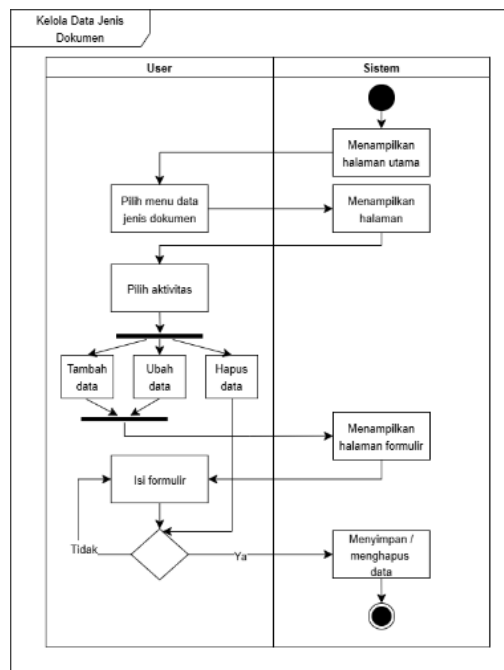 Kelola Data Jenis
Dokumen
User
Sistem
Menampilkan
halaman utama
Pilih menu data
jenis dokumen
Menampilkan
halaman
Pilih aktivitas
Tambah
data
Ubah
data
Hapus
data
Menampilkan
halaman formulir
Isi formulir
Tidak
Ya
Menyimpan /
menghapus
data